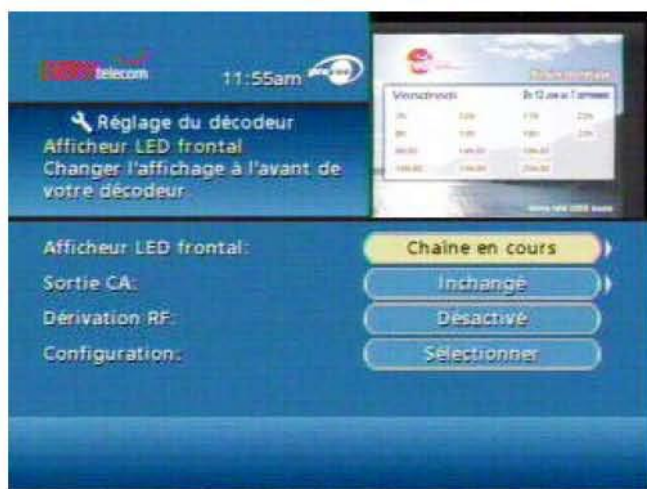 telecom
11:55am
Vendredi
Réglage du décodeur
Afficheur LED frontal
Changer l'affichage à l'avant de
votre décodeur
Afficheur LED frontal:
Chaîne en cours
Sortie CA:
Inchangé
Dérivation RF:
Désactivé
Configuration:
Sélectionner